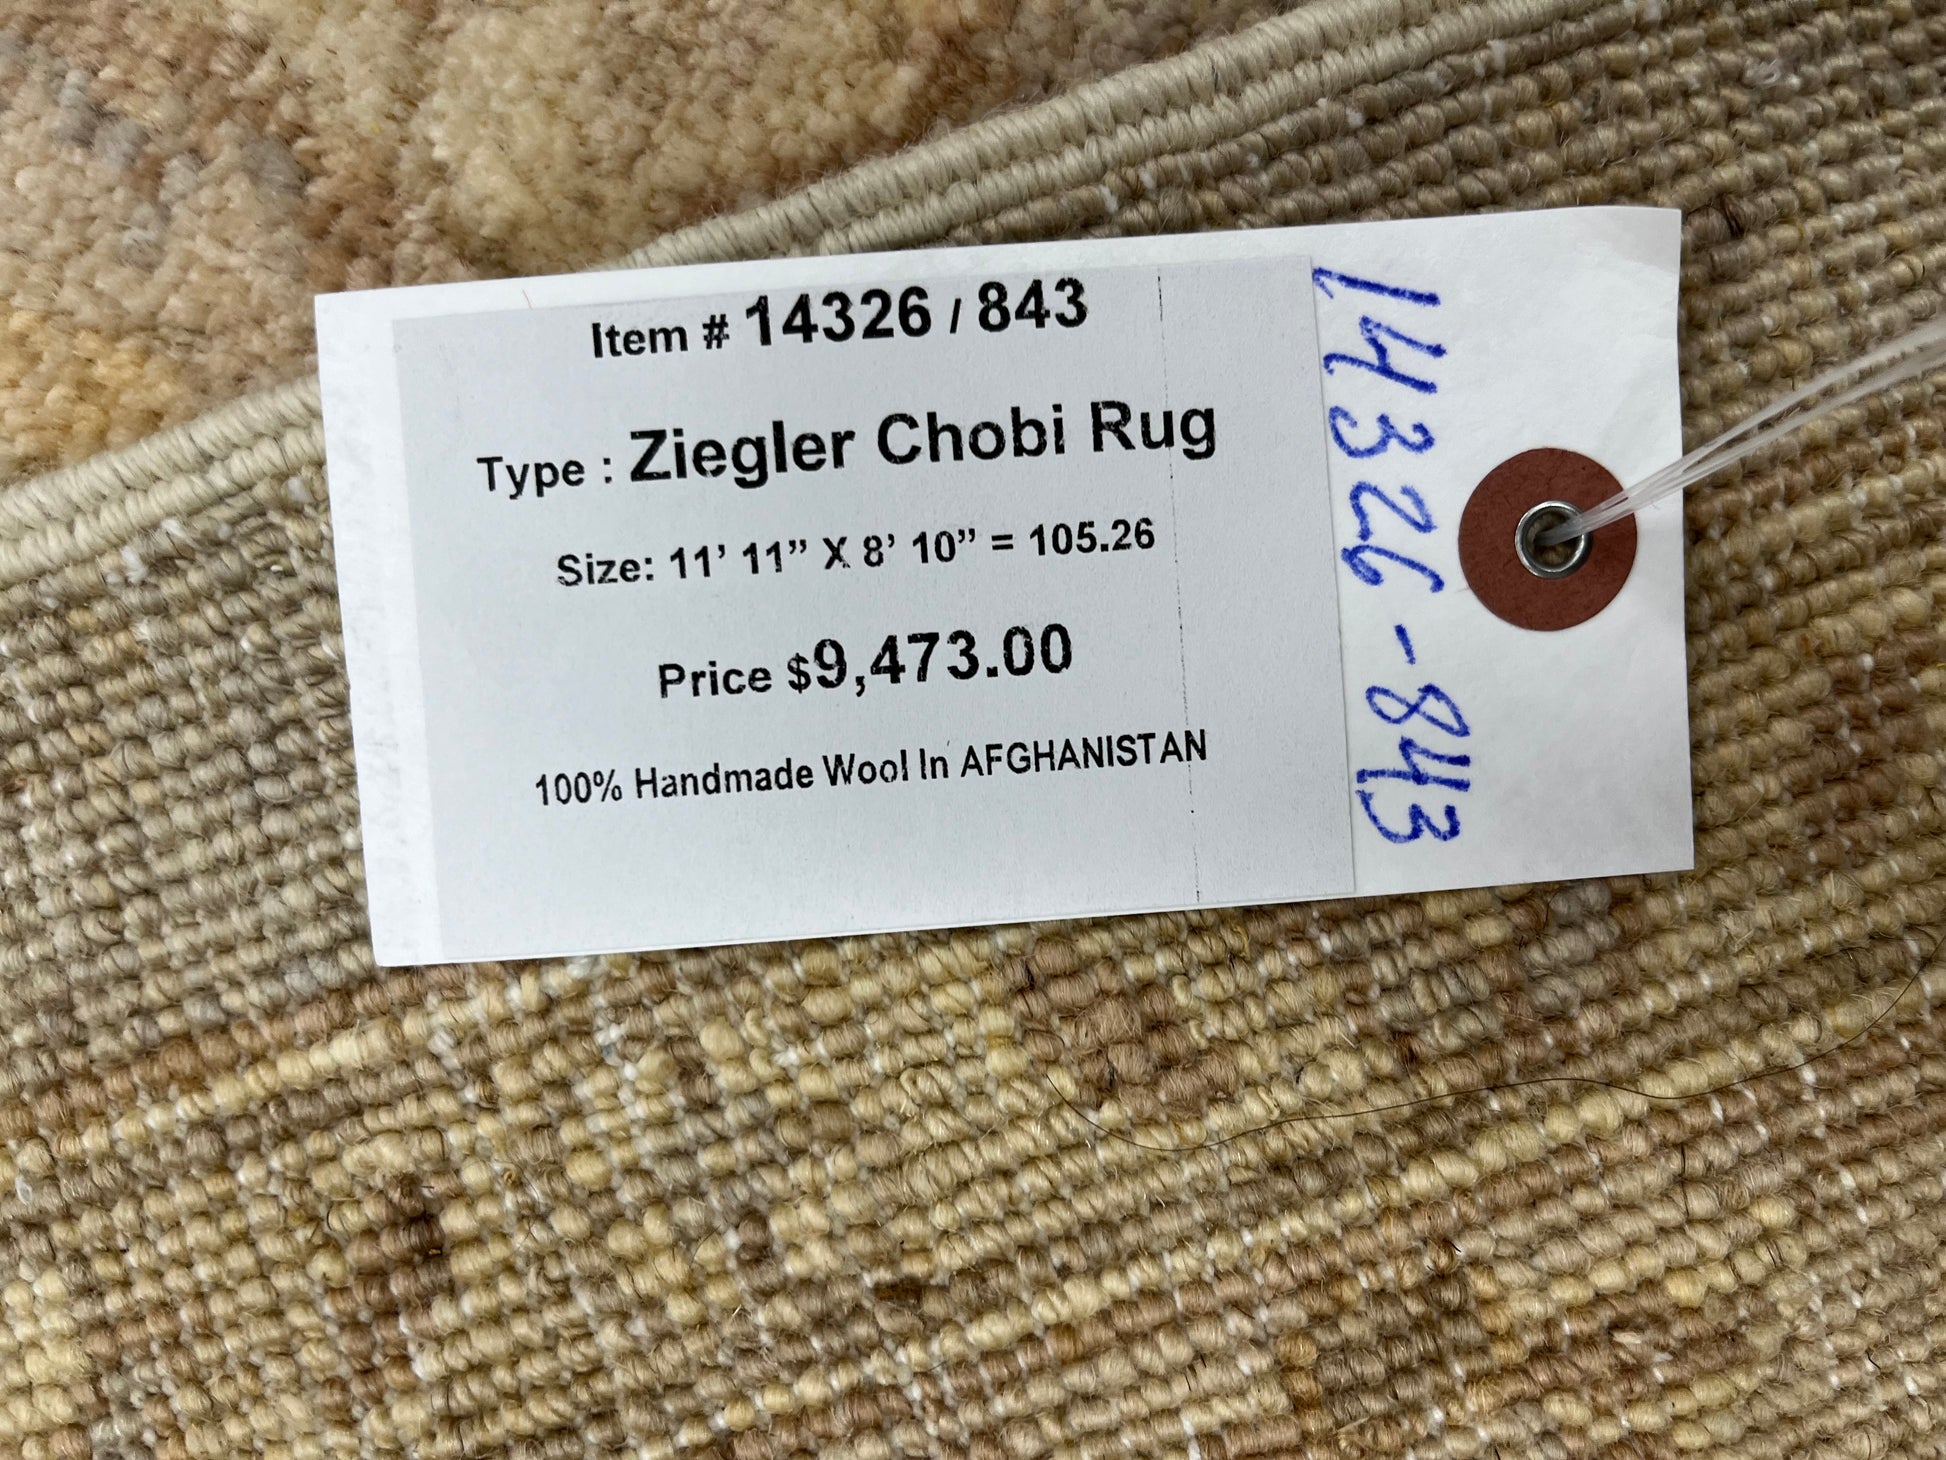 Item # 14326 / 843
Type : Ziegler Chobi Rug
Size: 11’ 11” X 8’ 10” = 105.26
Price $9,473.00
100% Handmade Wool In AFGHANISTAN
14326-843